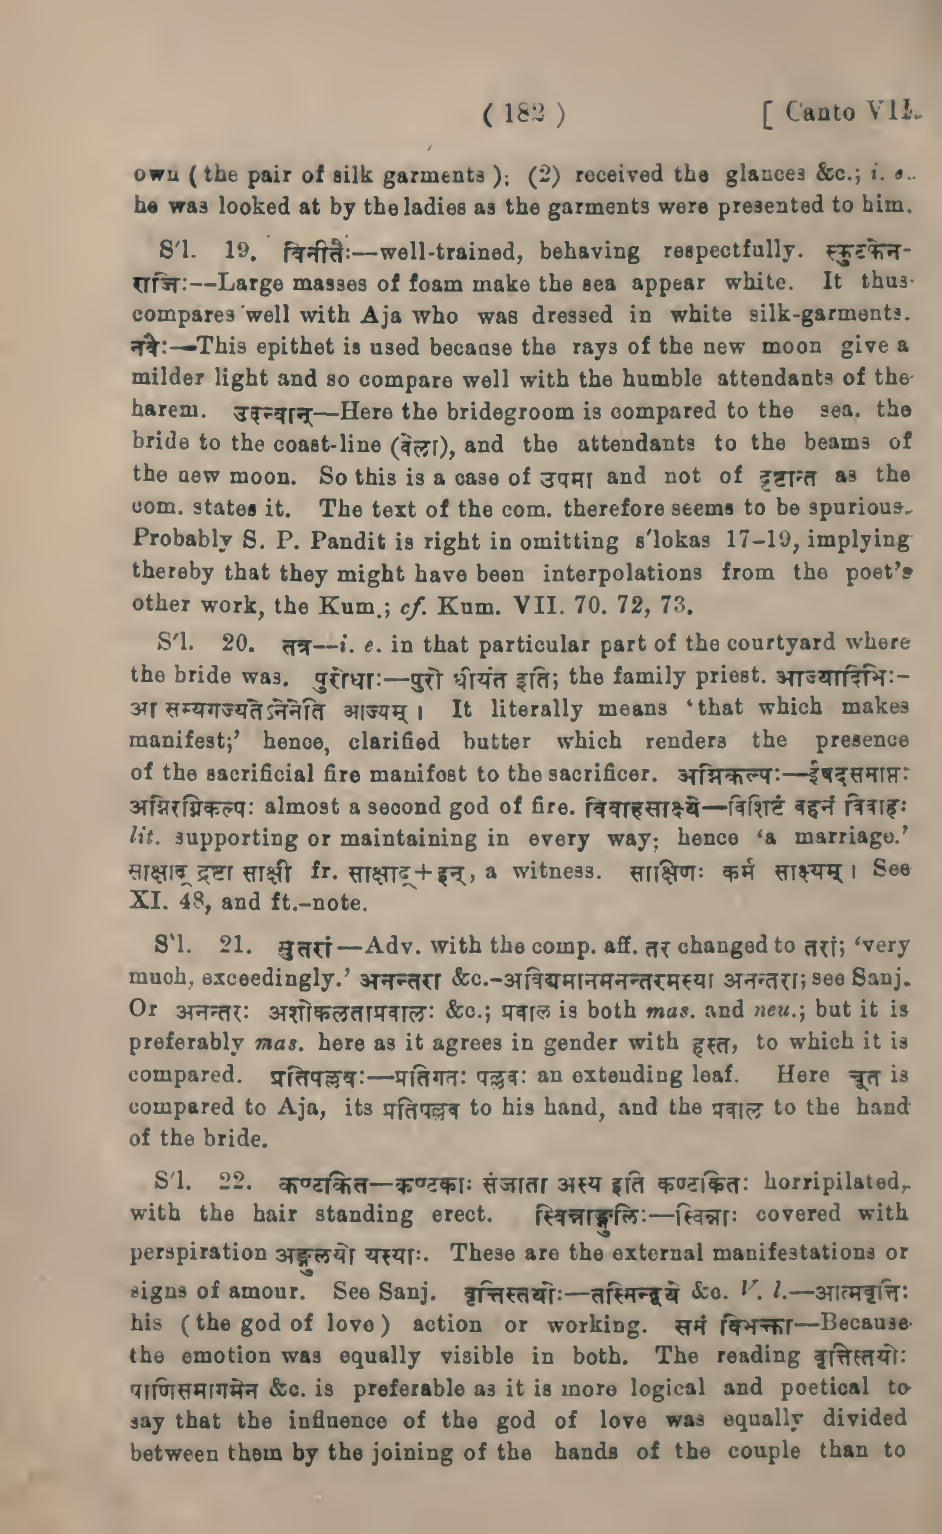 ( 182 ) [ Canto VII.
own ( the pair of silk garments ); (2) received the glances &c.; i. e.
he was looked at by the ladies as the garments were presented to him.
S'l. 19. विनीतैः—well-trained, behaving respectfully. स्फुटफेन-
राजिः--Large masses of foam make the sea appear white. It thus
compares well with Aja who was dressed in white silk-garments.
नवैः—This epithet is used because the rays of the new moon give a
milder light and so compare well with the humble attendants of the
harem. उदन्वान्—Here the bridegroom is compared to the sea. the
bride to the coast-line (वेला), and the attendants to the beams of
the new moon. So this is a case of उपमा and not of दृष्टान्त as the
com. states it. The text of the com. therefore seems to be spurious.
Probably S. P. Pandit is right in omitting s'lokas 17-19, implying
thereby that they might have been interpolations from the poet's
other work, the Kum.; cf. Kum. VII. 70. 72, 73.
S'l. 20. तत्र--i. e. in that particular part of the courtyard where
the bride was. पुरोधाः—पुरो धीयंत इति; the family priest. आज्यादिभिः-
आ सम्यगज्यतेऽनेनेति आज्यम् । It literally means 'that which makes
manifest;' hence, clarified butter which renders the presence
of the sacrificial fire manifest to the sacrificer. अग्निकल्पः—ईषदसमाप्तः
अग्निरग्निकल्पः almost a second god of fire. विवाहसाक्ष्ये—विशिष्टं वहनं विवाहः
lit. supporting or maintaining in every way; hence 'a marriage.'
साक्षाद् द्रष्टा साक्षी fr. साक्षाद्+इन्, a witness. साक्षिणः कर्म साक्ष्यम् । See
XI. 48, and ft.-note.
S'l. 21. सुतरां—Adv. with the comp. aff. तर changed to तरां; 'very
much, exceedingly.' अनन्तरा &c.-अविद्यमानमनन्तरमस्या अनन्तरा; see Sanj.
Or अनन्तरः अशोकलताप्रवालः &c.; प्रवाल is both mas. and neu.; but it is
preferably mas. here as it agrees in gender with हस्त, to which it is
compared. प्रतिपल्लवः—प्रतिगतः पल्लवः an extending leaf. Here चूत is
compared to Aja, its प्रतिपल्लव to his hand, and the प्रवाल to the hand
of the bride.
S'l. 22. कण्टकित—कण्टकाः संजाता अस्य इति कण्टकितः horripilated,
with the hair standing erect. स्विन्नाङ्गुलिः—स्विन्नाः covered with
perspiration अङ्गुलयो यस्याः. These are the external manifestations or
signs of amour. See Sanj. वृत्तिस्तयोः—तस्मिन्द्वये &c. V. l.—आत्मवृत्तिः
his ( the god of love ) action or working. समं विभक्ता—Because
the emotion was equally visible in both. The reading वृत्तिस्तयोः
पाणिसमागमेन &c. is preferable as it is more logical and poetical to
say that the influence of the god of love was equally divided
between them by the joining of the hands of the couple than to